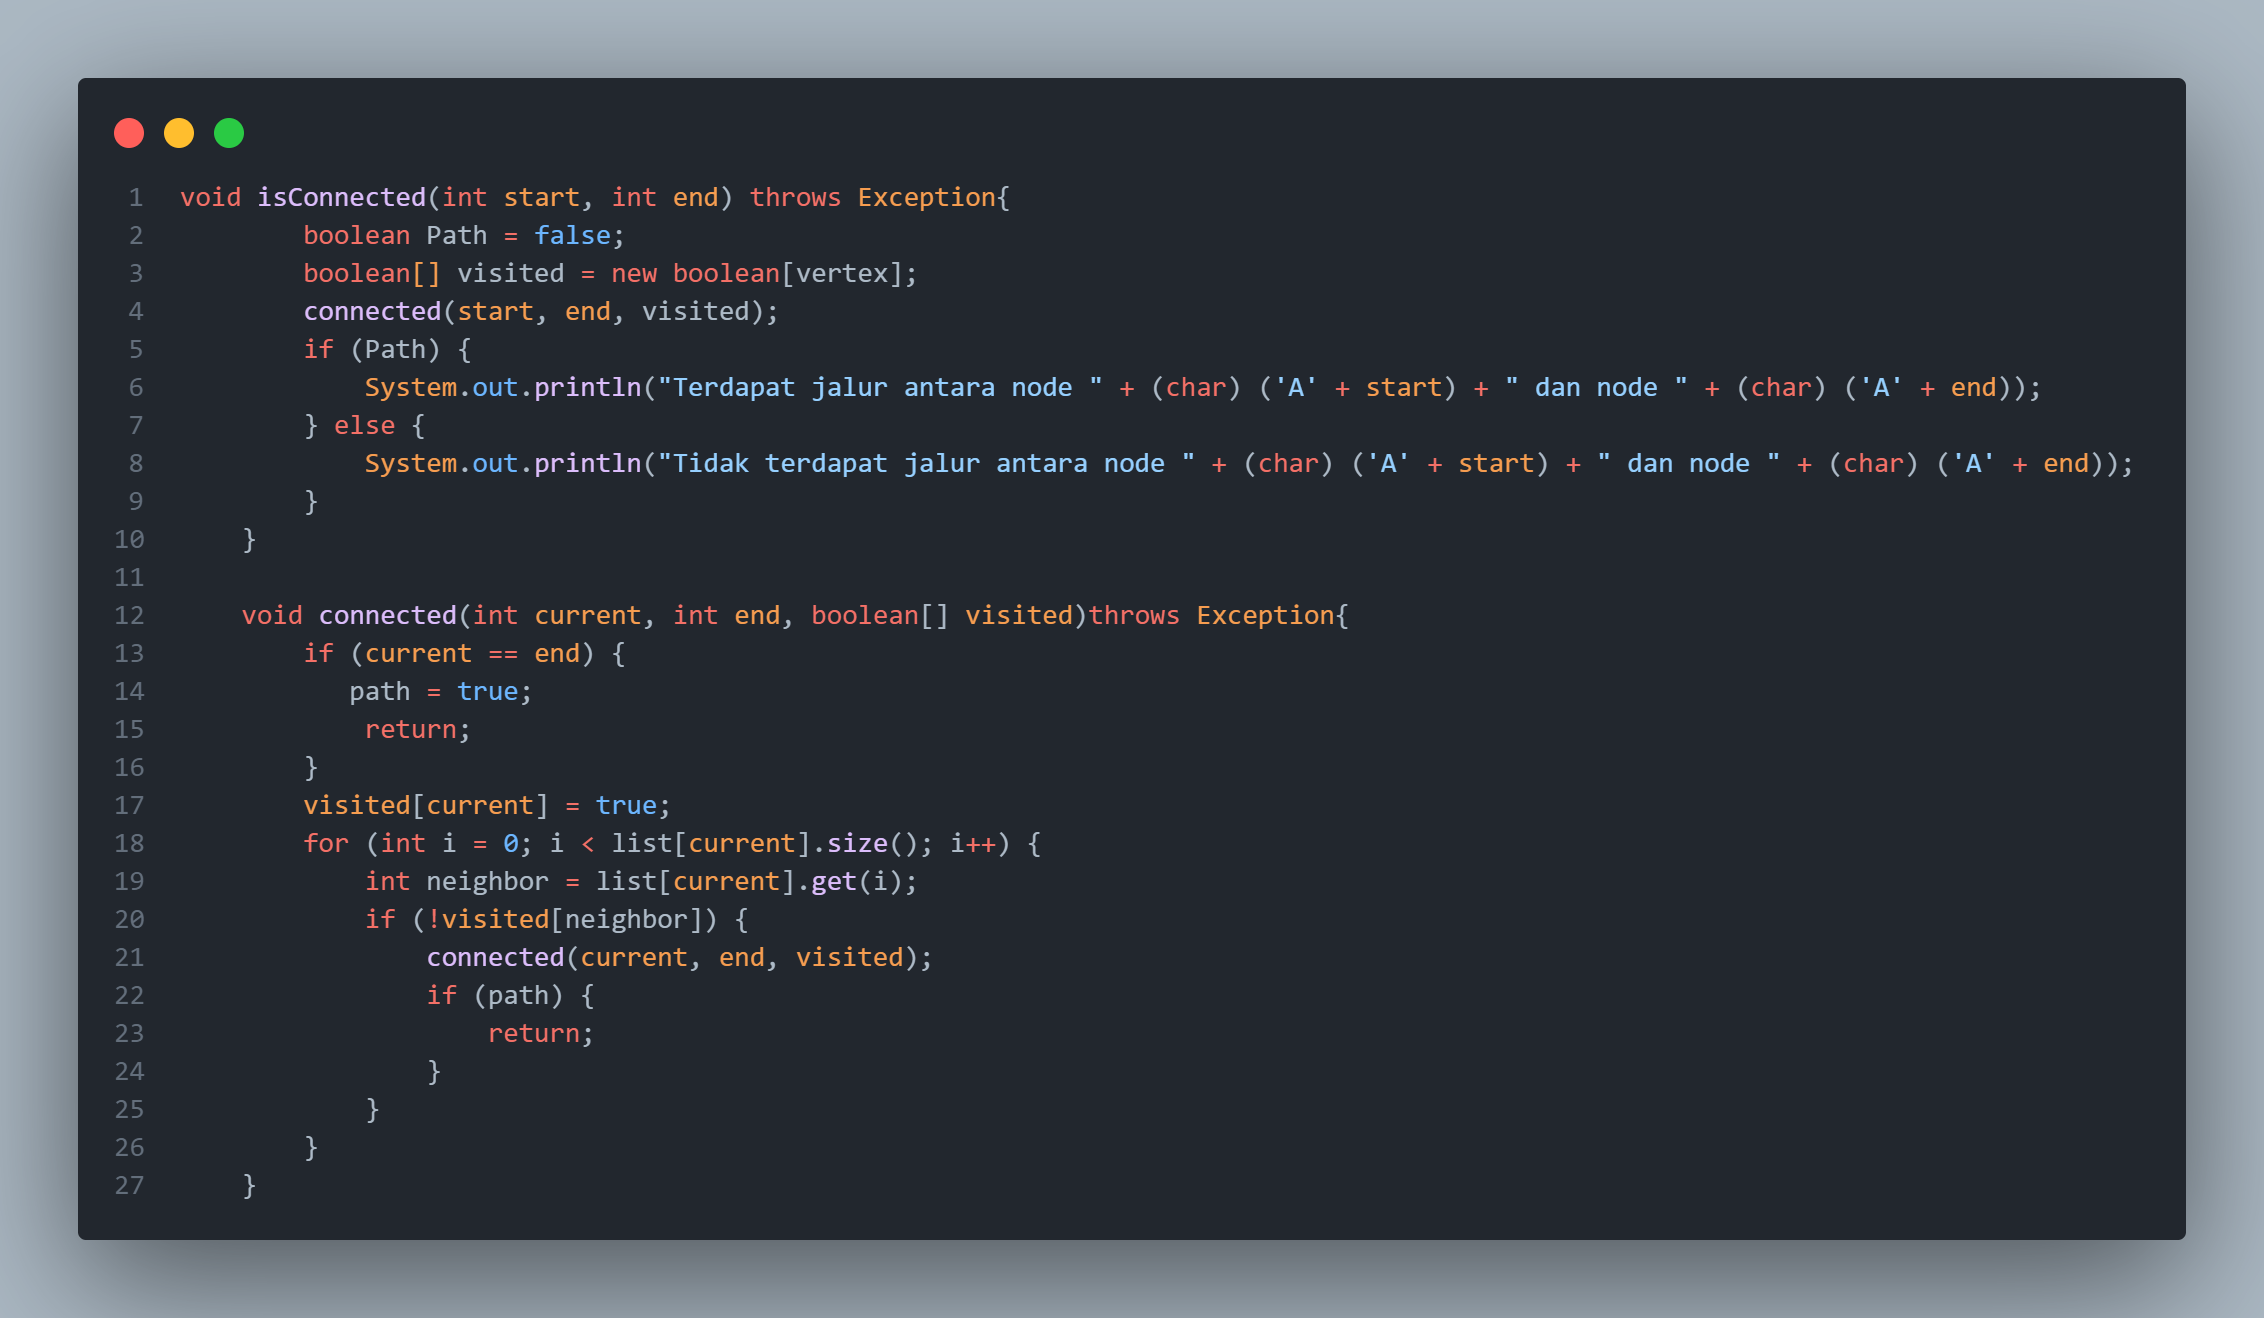 1 void isConnected(int start, int end) throws Exception{
2         boolean Path = false;
3         boolean[] visited = new boolean[vertex];
4         connected(start, end, visited);
5         if (Path) {
6             System.out.println("Terdapat jalur antara node " + (char) ('A' + start) + " dan node " + (char) ('A' + end));
7         } else {
8             System.out.println("Tidak terdapat jalur antara node " + (char) ('A' + start) + " dan node " + (char) ('A' + end));
9         }
10     }
11
12     void connected(int current, int end, boolean[] visited)throws Exception{
13         if (current == end) {
14            path = true;
15             return;
16         }
17         visited[current] = true;
18         for (int i = 0; i < list[current].size(); i++) {
19             int neighbor = list[current].get(i);
20             if (!visited[neighbor]) {
21                 connected(current, end, visited);
22                 if (path) {
23                     return;
24                 }
25             }
26         }
27     }